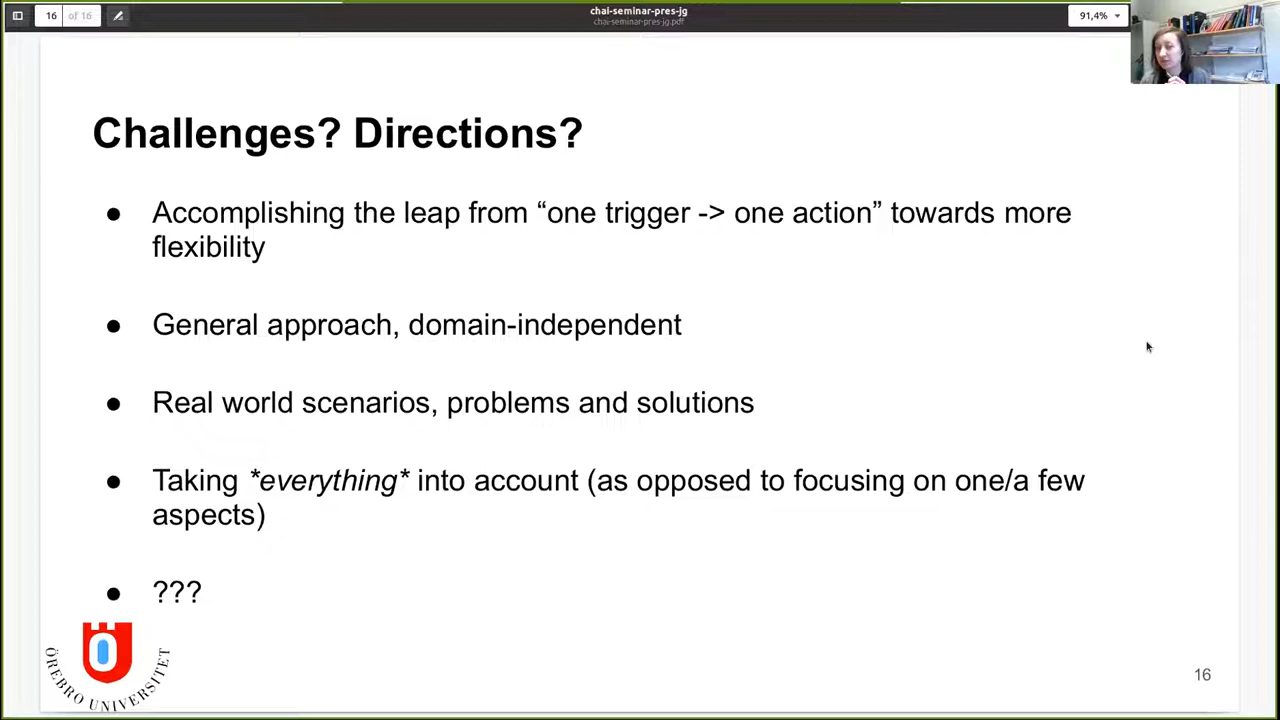 16 of 16
chai-seminar-pres-jg
chai-seminar-pres-jg.pdf
91,4%
Challenges? Directions?
● Accomplishing the leap from “one trigger -> one action” towards more
flexibility
● General approach, domain-independent
● Real world scenarios, problems and solutions
● Taking *everything* into account (as opposed to focusing on one/a few
aspects)
● ???
ÖREBRO UNIVERSITET
16